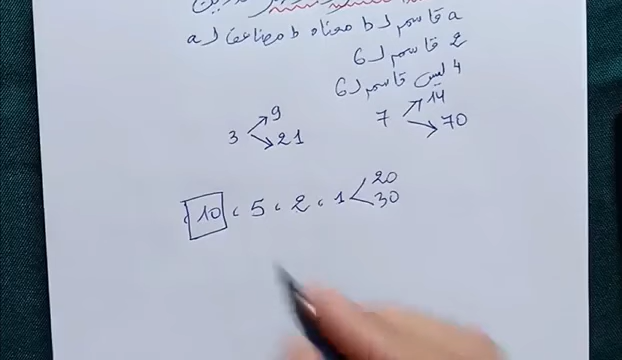 a قاسم لـ b معناه b مضاعف لـ a
2 قاسم لـ 6
4 ليس قاسم لـ 6
3 9 21
7 14 70
1 ، 2 ، 5 ، 10 20 30